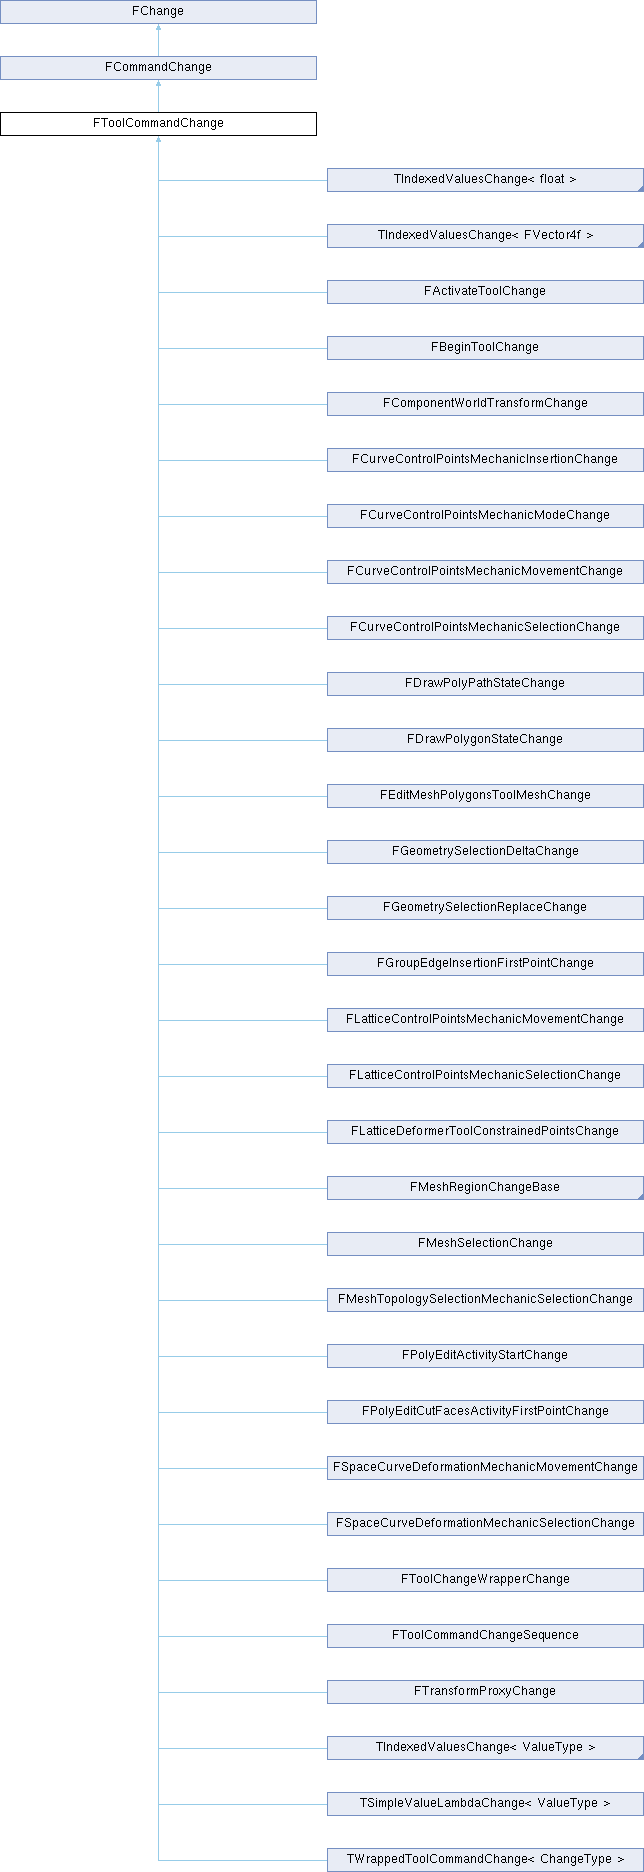 FChange
FCommandChange
FToolCommandChange
TIndexedValuesChange< float >
TIndexedValuesChange< FVector4f >
FActivateToolChange
FBeginToolChange
FComponentWorldTransformChange
FCurveControlPointsMechanicInsertionChange
FCurveControlPointsMechanicModeChange
FCurveControlPointsMechanicMovementChange
FCurveControlPointsMechanicSelectionChange
FDrawPolyPathStateChange
FDrawPolygonStateChange
FEditMeshPolygonsToolMeshChange
FGeometrySelectionDeltaChange
FGeometrySelectionReplaceChange
FGroupEdgeInsertionFirstPointChange
FLatticeControlPointsMechanicMovementChange
FLatticeControlPointsMechanicSelectionChange
FLatticeDeformerToolConstrainedPointsChange
FMeshRegionChangeBase
FMeshSelectionChange
FMeshTopologySelectionMechanicSelectionChange
FPolyEditActivityStartChange
FPolyEditCutFacesActivityFirstPointChange
FSpaceCurveDeformationMechanicMovementChange
FSpaceCurveDeformationMechanicSelectionChange
FToolChangeWrapperChange
FToolCommandChangeSequence
FTransformProxyChange
TIndexedValuesChange< ValueType >
TSimpleValueLambdaChange< ValueType >
TWrappedToolCommandChange< ChangeType >